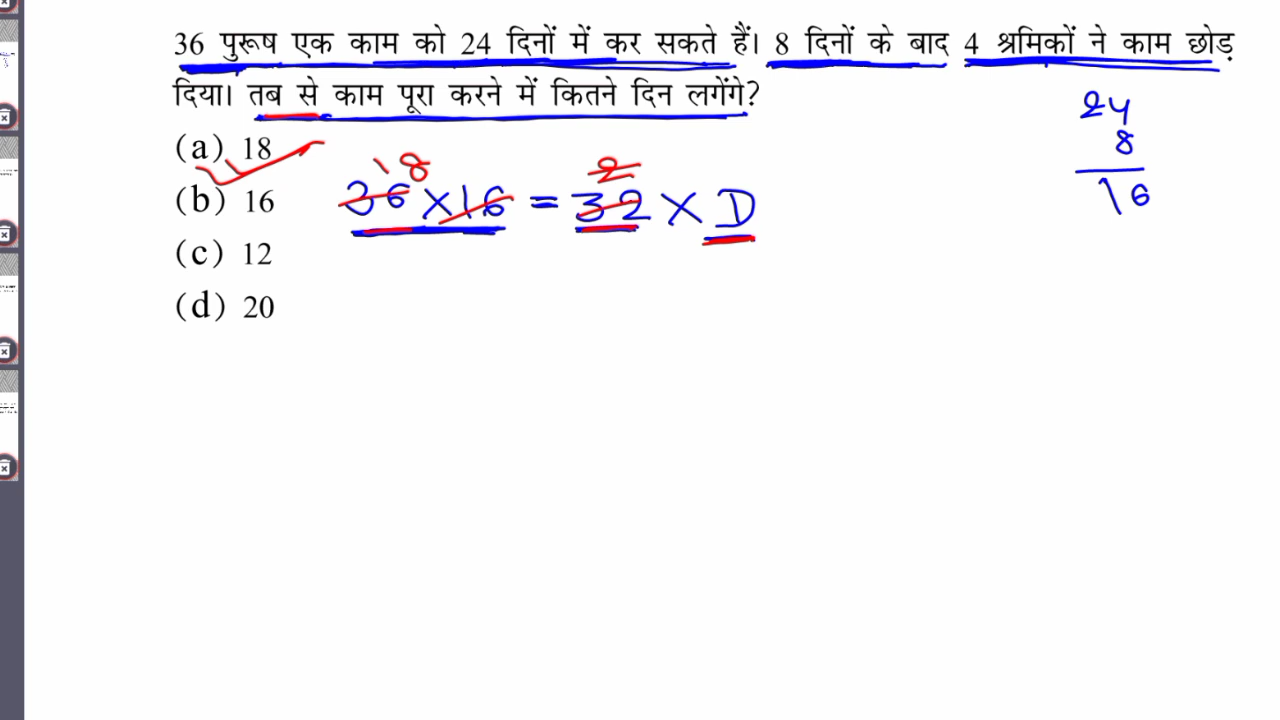 36 पुरूष एक काम को 24 दिनों में कर सकते हैं। 8 दिनों के बाद 4 श्रमिकों ने काम छोड़
दिया। तब से काम पूरा करने में कितने दिन लगेंगे?
24
8
16
(a) 18
(b) 16
18 2
36 × 16 = 32 × D
(c) 12
(d) 20